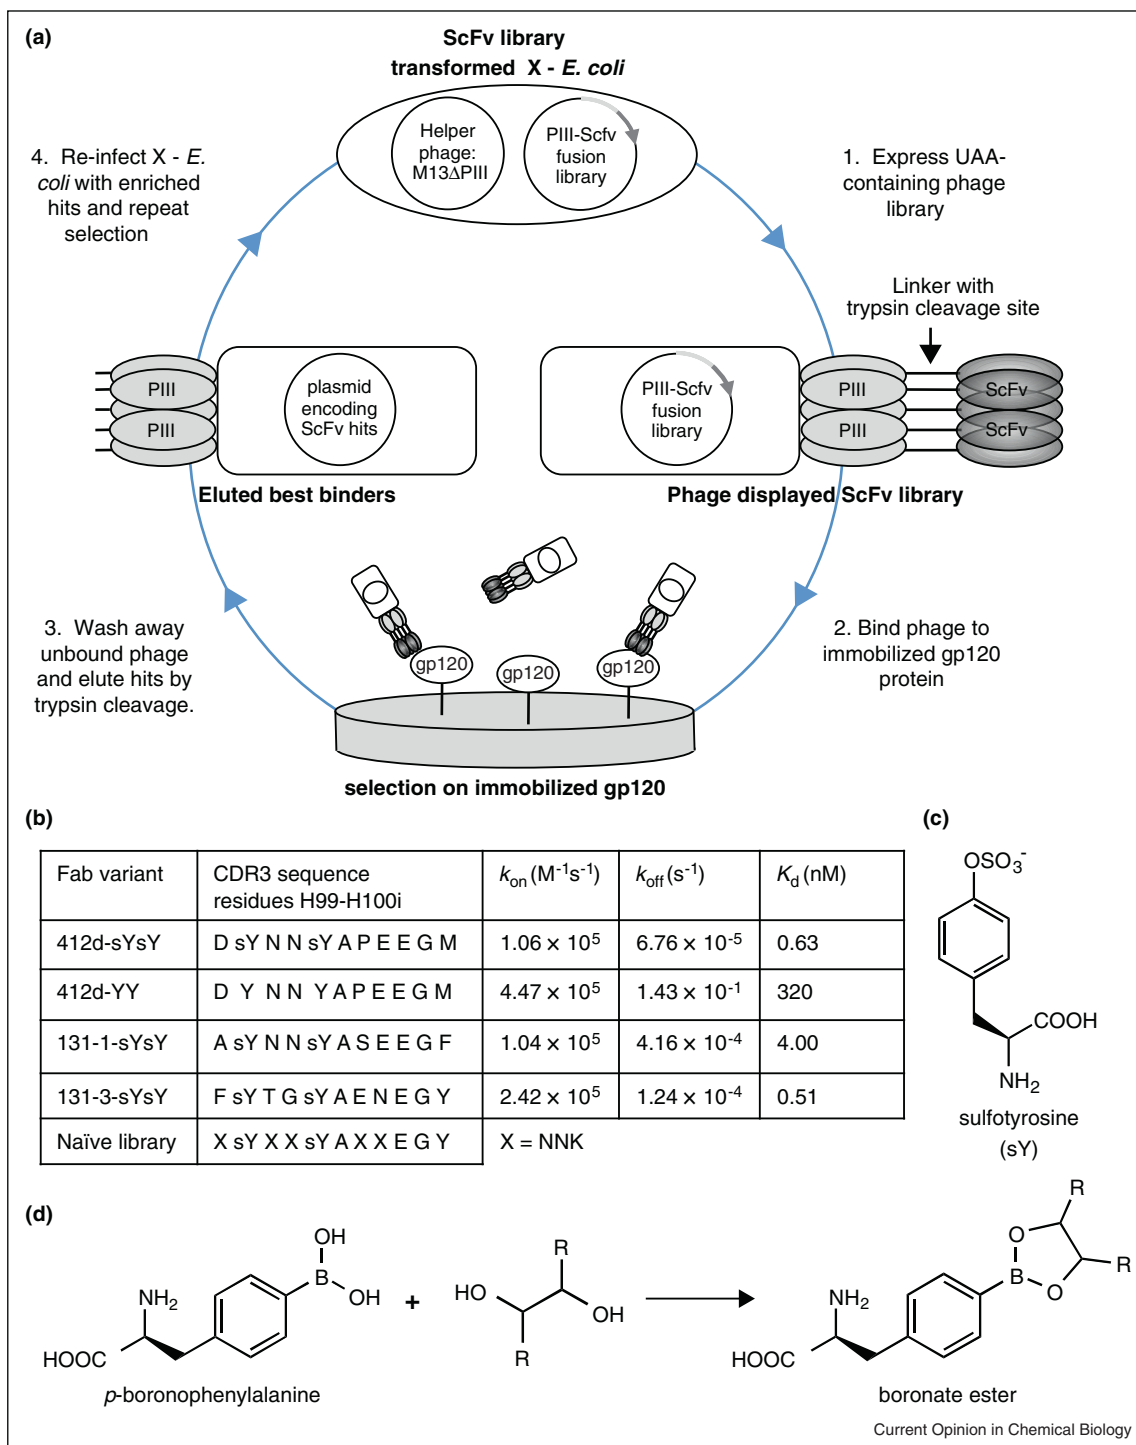 (a)
ScFv library
transformed X - E. coli
Helper
phage:
M13ΔPIII
PIII-Scfv
fusion
library
4. Re-infect X - E.
coli with enriched
hits and repeat
selection
1. Express UAA-
containing phage
library
Linker with
trypsin cleavage site
PIII
PIII
plasmid
encoding
ScFv hits
PIII-Scfv
fusion
library
PIII
PIII
ScFv
ScFv
Eluted best binders
Phage displayed ScFv library
3. Wash away
unbound phage
and elute hits by
trypsin cleavage.
gp120
gp120
gp120
2. Bind phage to
immobilized gp120
protein
selection on immobilized gp120
(b)
Fab variant CDR3 sequence residues H99-H100i kon (M-1s-1) koff (s-1) Kd (nM)
412d-sYsY D sY N N sY A P E E G M 1.06 × 10⁵ 6.76 × 10⁻⁵ 0.63
412d-YY D Y N N Y A P E E G M 4.47 × 10⁵ 1.43 × 10⁻¹ 320
131-1-sYsY A sY N N sY A S E E G F 1.04 × 10⁵ 4.16 × 10⁻⁴ 4.00
131-3-sYsY F sY T G sY A E N E G Y 2.42 × 10⁵ 1.24 × 10⁻⁴ 0.51
Naïve library X sY X X sY A X X E G Y X = NNK
(c)
OSO₃⁻
COOH
NH₂
sulfotyrosine
(sY)
(d)
OH
B
OH
NH₂
HOOC
p-boronophenylalanine
+
R
HO
OH
R
R
O
R
B
O
NH₂
HOOC
boronate ester
Current Opinion in Chemical Biology